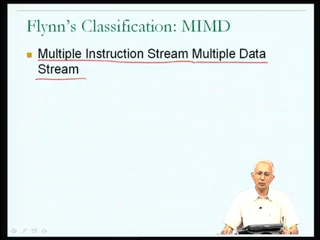 Flynn's Classification: MIMD
Multiple Instruction Stream Multiple Data
Stream